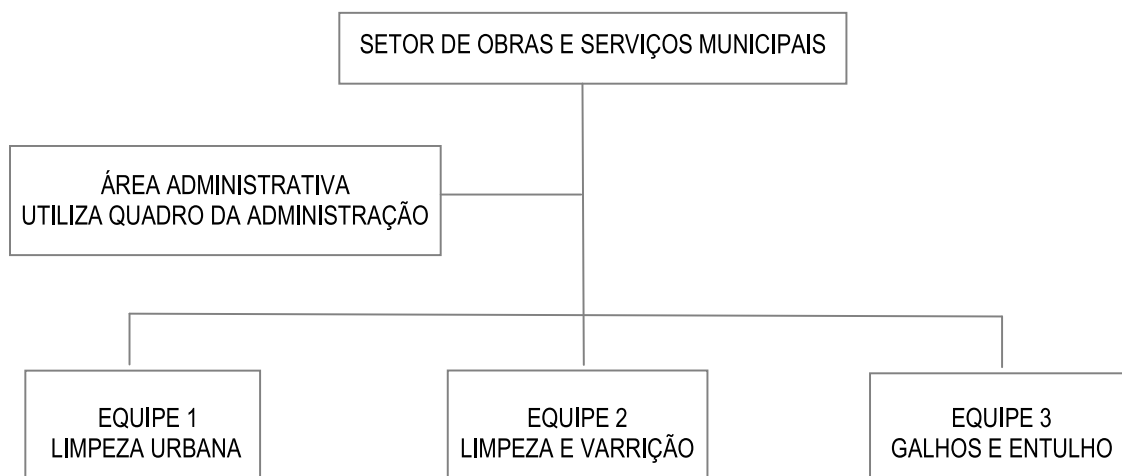 SETOR DE OBRAS E SERVIÇOS MUNICIPAIS
ÁREA ADMINISTRATIVA
UTILIZA QUADRO DA ADMINISTRAÇÃO
EQUIPE 1
LIMPEZA URBANA
EQUIPE 2
LIMPEZA E VARRIÇÃO
EQUIPE 3
GALHOS E ENTULHO